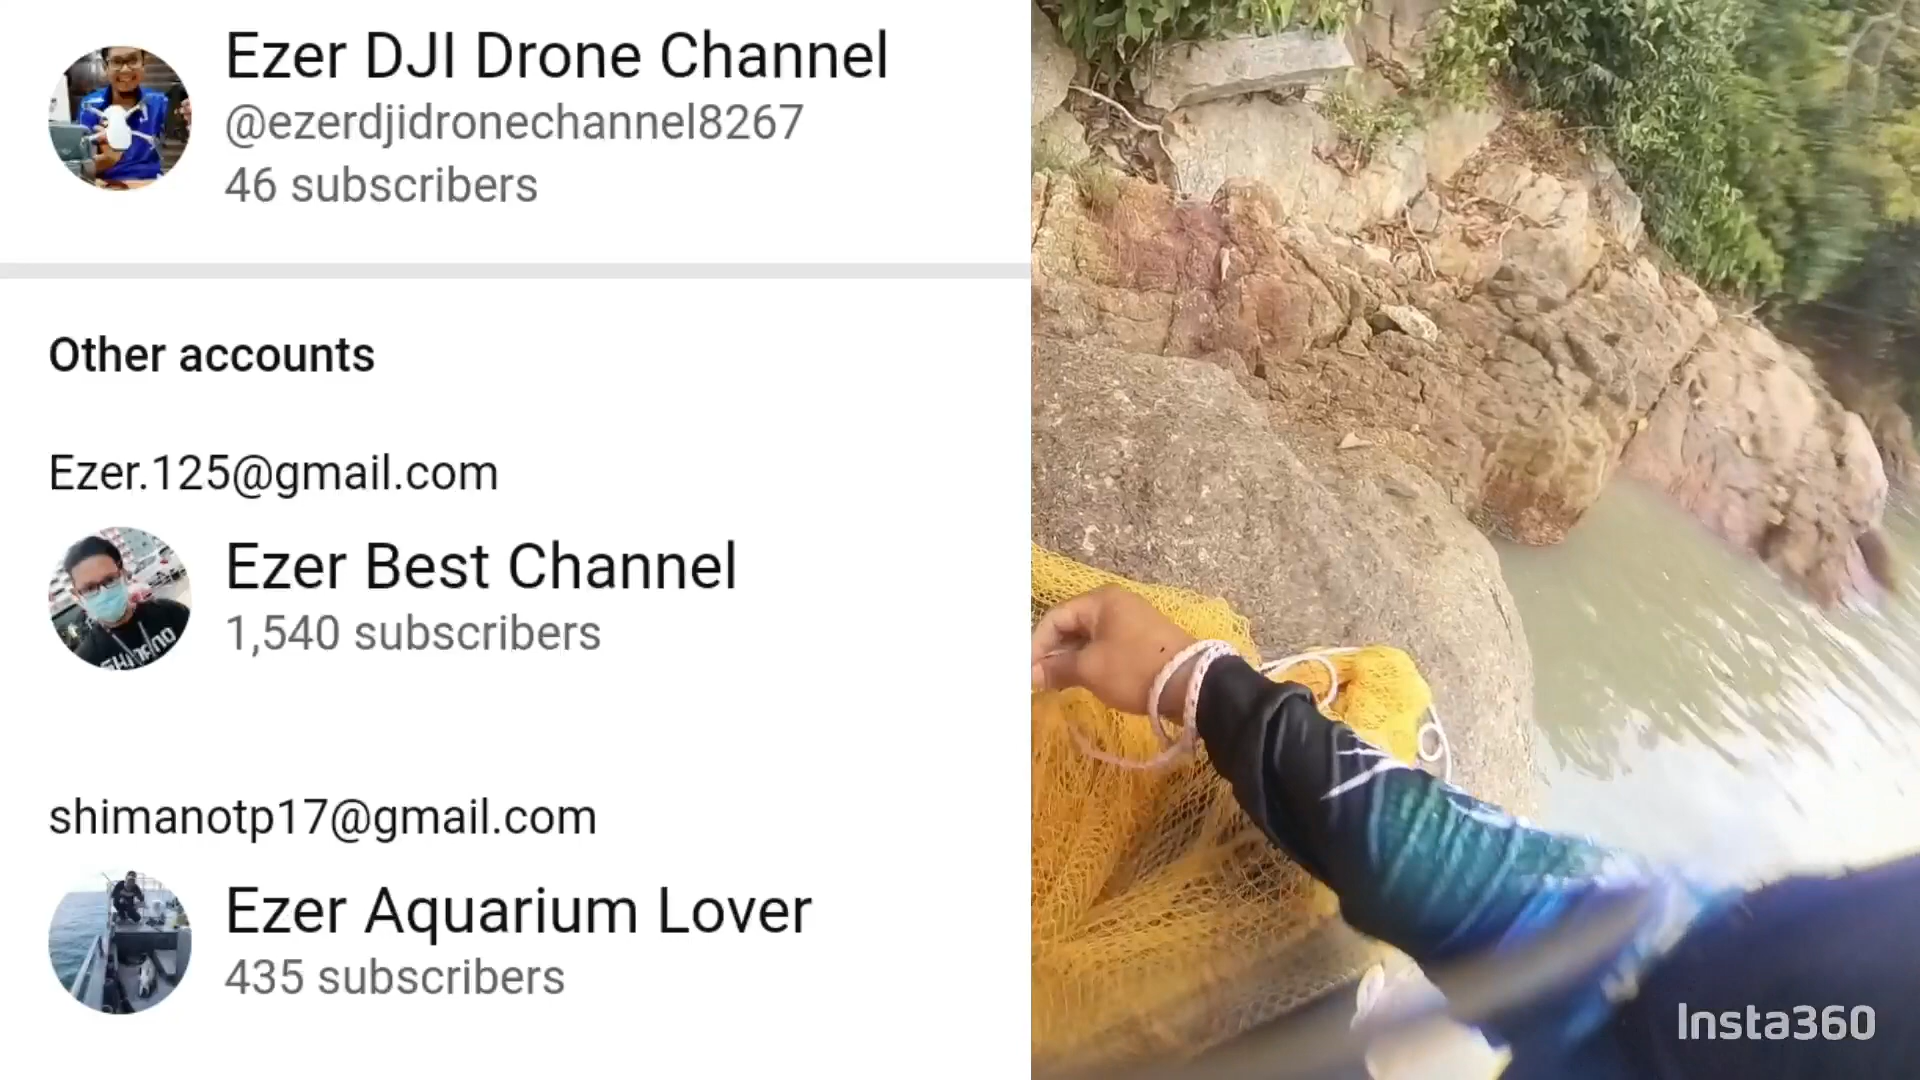 Ezer DJI Drone Channel
@ezerdjidronechannel8267
46 subscribers
Other accounts
Ezer.125@gmail.com
Ezer Best Channel
1,540 subscribers
shimanotp17@gmail.com
Ezer Aquarium Lover
435 subscribers
Insta360